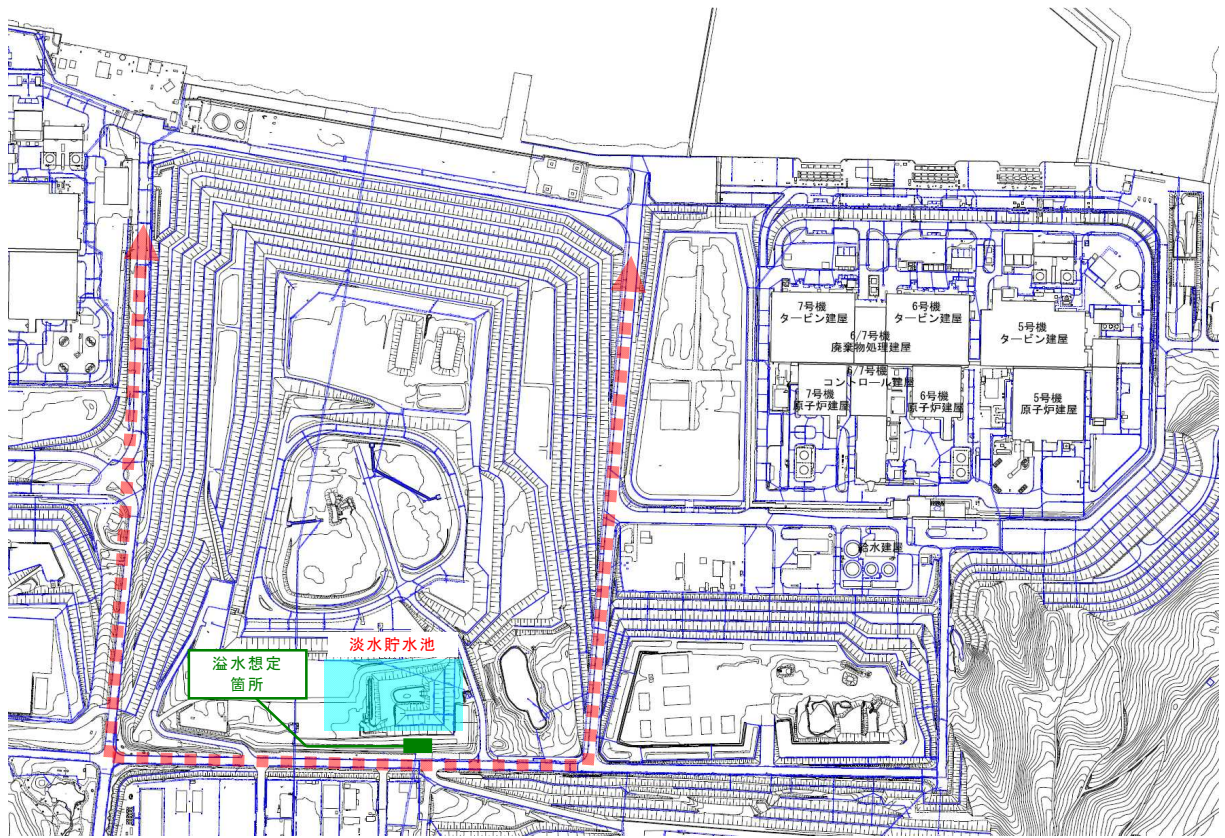 7号機
タービン建屋
6号機
タービン建屋
5号機
タービン建屋
6/7号機
廃棄物処理建屋
6/7号機
コントロール建屋
7号機
原子炉建屋
6号機
原子炉建屋
5号機
原子炉建屋
給水建屋
淡水貯水池
溢水想定
箇所